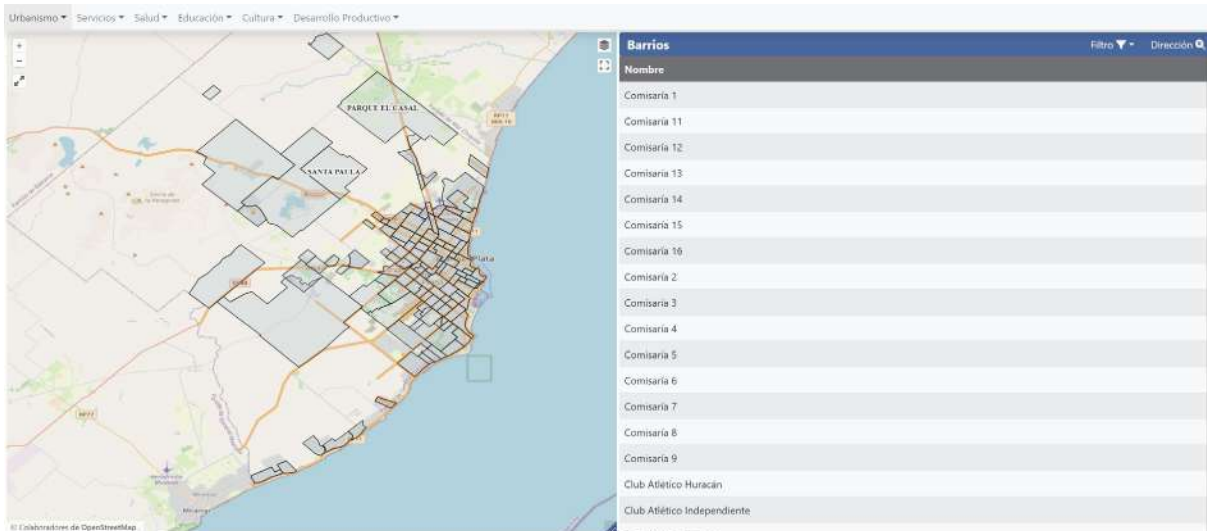 Urbanismo Servicios Salud Educación Cultura Desarrollo Productivo
+
−
PARQUE EL CASAL
SANTA PAULA
Plata
RP77
Miramar
© Colaboradores de OpenStreetMap
Barrios Filtro Dirección
Nombre
Comisaría 1
Comisaría 11
Comisaría 12
Comisaría 13
Comisaría 14
Comisaría 15
Comisaría 16
Comisaría 2
Comisaría 3
Comisaría 4
Comisaría 5
Comisaría 6
Comisaría 7
Comisaría 8
Comisaría 9
Club Atlético Huracán
Club Atlético Independiente